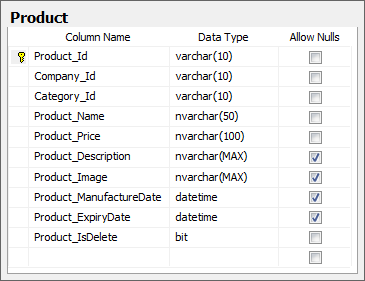 Product
Column Name Data Type Allow Nulls
Product_Id varchar(10)
Company_Id varchar(10)
Category_Id varchar(10)
Product_Name nvarchar(50)
Product_Price nvarchar(100)
Product_Description nvarchar(MAX)
Product_Image nvarchar(MAX)
Product_ManufactureDate datetime
Product_ExpiryDate datetime
Product_IsDelete bit